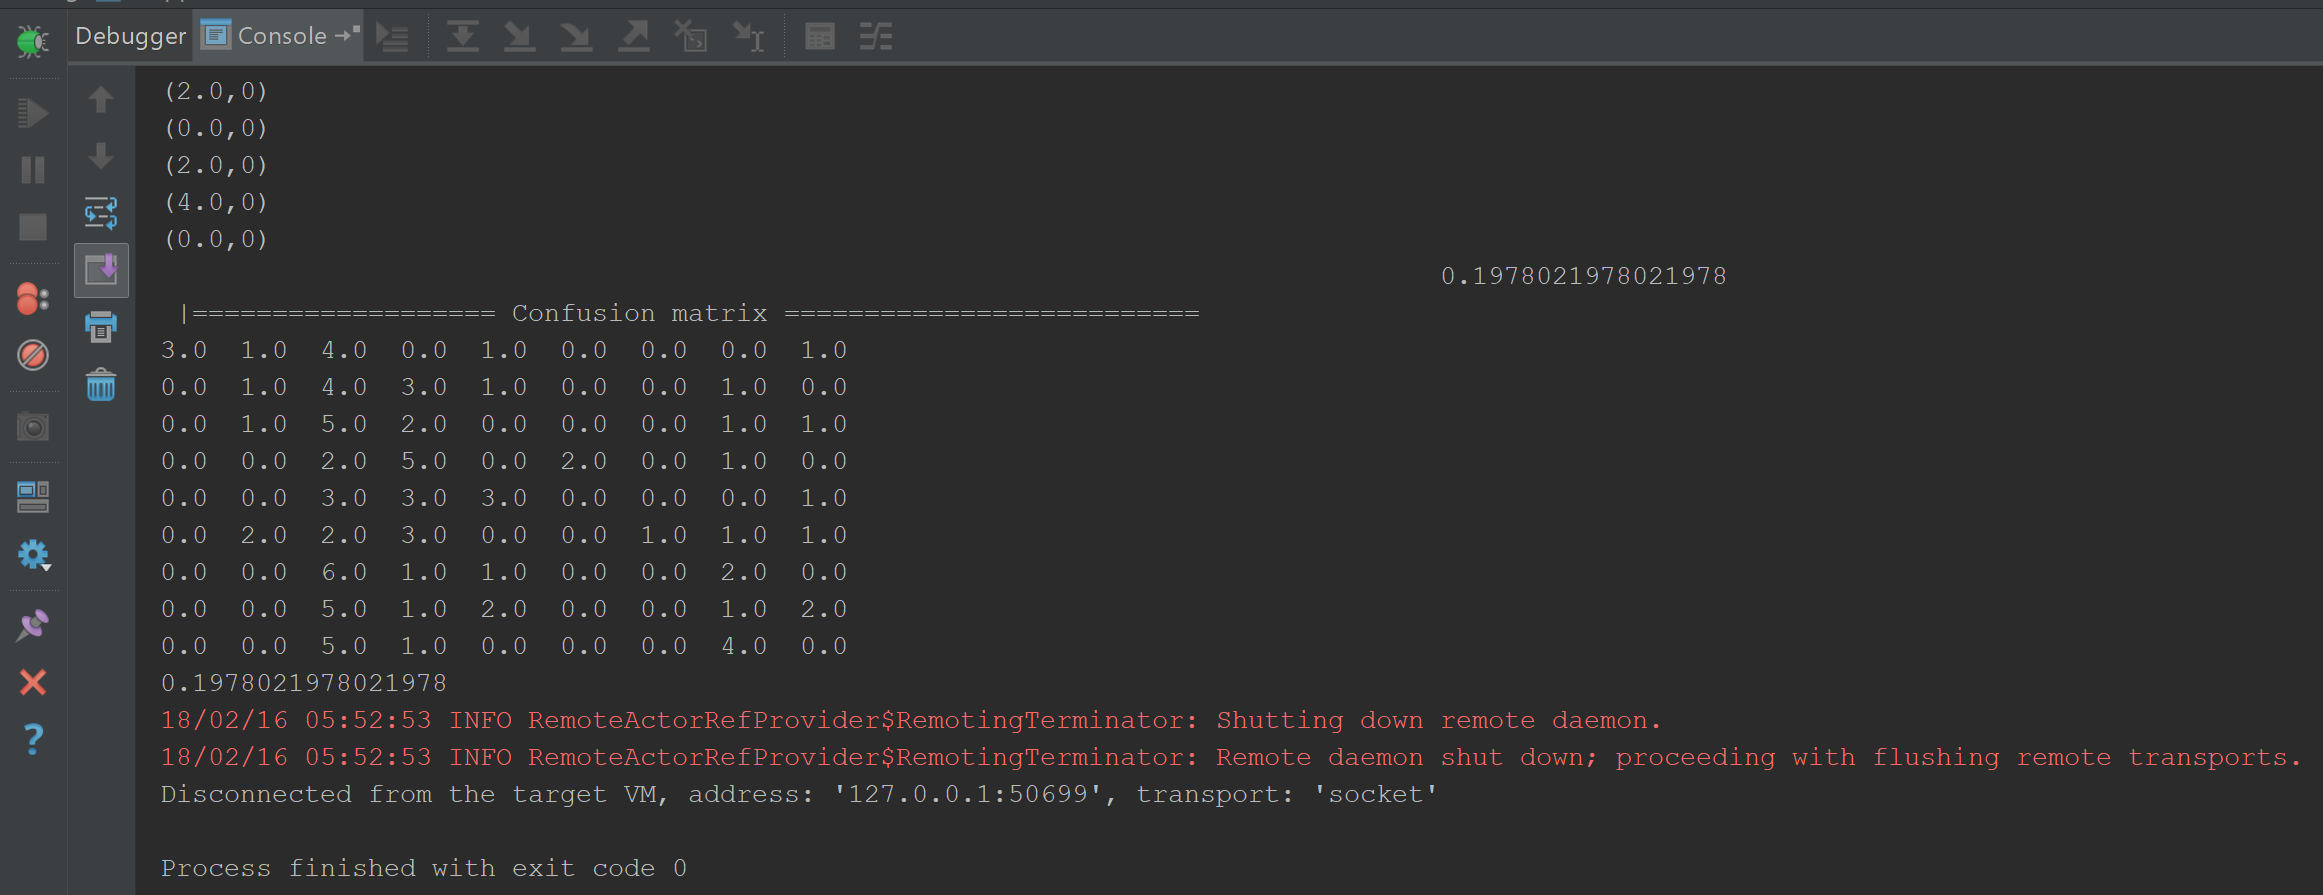 Debugger Console
(2.0,0)
(0.0,0)
(2.0,0)
(4.0,0)
(0.0,0)
0.1978021978021978
|=================== Confusion matrix ==========================
3.0 1.0 4.0 0.0 1.0 0.0 0.0 0.0 1.0
0.0 1.0 4.0 3.0 1.0 0.0 0.0 1.0 0.0
0.0 1.0 5.0 2.0 0.0 0.0 0.0 1.0 1.0
0.0 0.0 2.0 5.0 0.0 2.0 0.0 1.0 0.0
0.0 0.0 3.0 3.0 3.0 0.0 0.0 0.0 1.0
0.0 2.0 2.0 3.0 0.0 0.0 1.0 1.0 1.0
0.0 0.0 6.0 1.0 1.0 0.0 0.0 2.0 0.0
0.0 0.0 5.0 1.0 2.0 0.0 0.0 1.0 2.0
0.0 0.0 5.0 1.0 0.0 0.0 0.0 4.0 0.0
0.1978021978021978
18/02/16 05:52:53 INFO RemoteActorRefProvider$RemotingTerminator: Shutting down remote daemon.
18/02/16 05:52:53 INFO RemoteActorRefProvider$RemotingTerminator: Remote daemon shut down; proceeding with flushing remote transports.
Disconnected from the target VM, address: '127.0.0.1:50699', transport: 'socket'
Process finished with exit code 0